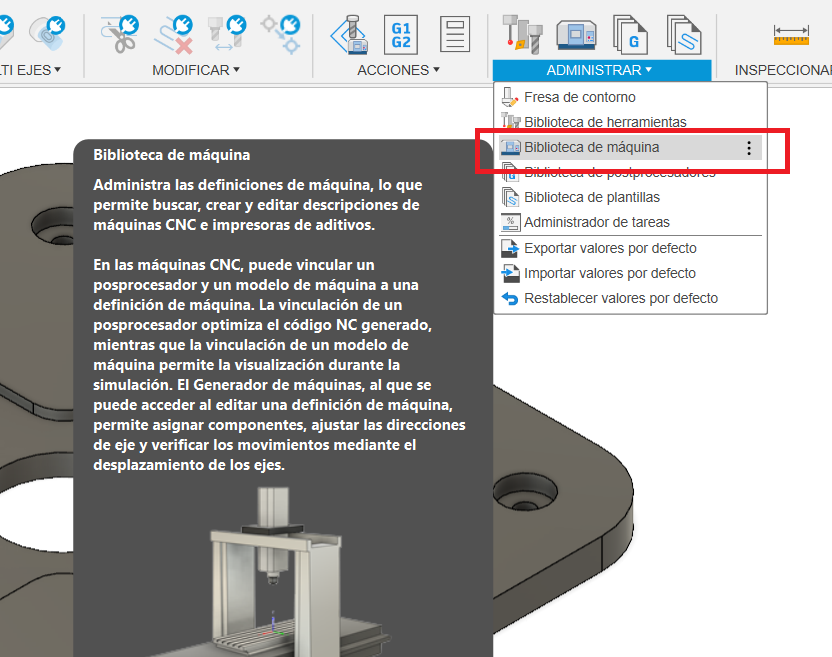 G1
G2
G
LTI EJES
MODIFICAR
ACCIONES
ADMINISTRAR
INSPECCIONAR
Fresa de contorno
Biblioteca de herramientas
Biblioteca de máquina
Biblioteca de postprocesadores
Biblioteca de plantillas
Administrador de tareas
Exportar valores por defecto
Importar valores por defecto
Restablecer valores por defecto
Biblioteca de máquina
Administra las definiciones de máquina, lo que
permite buscar, crear y editar descripciones de
máquinas CNC e impresoras de aditivos.
En las máquinas CNC, puede vincular un
posprocesador y un modelo de máquina a una
definición de máquina. La vinculación de un
posprocesador optimiza el código NC generado,
mientras que la vinculación de un modelo de
máquina permite la visualización durante la
simulación. El Generador de máquinas, al que se
puede acceder al editar una definición de máquina,
permite asignar componentes, ajustar las direcciones
de eje y verificar los movimientos mediante el
desplazamiento de los ejes.